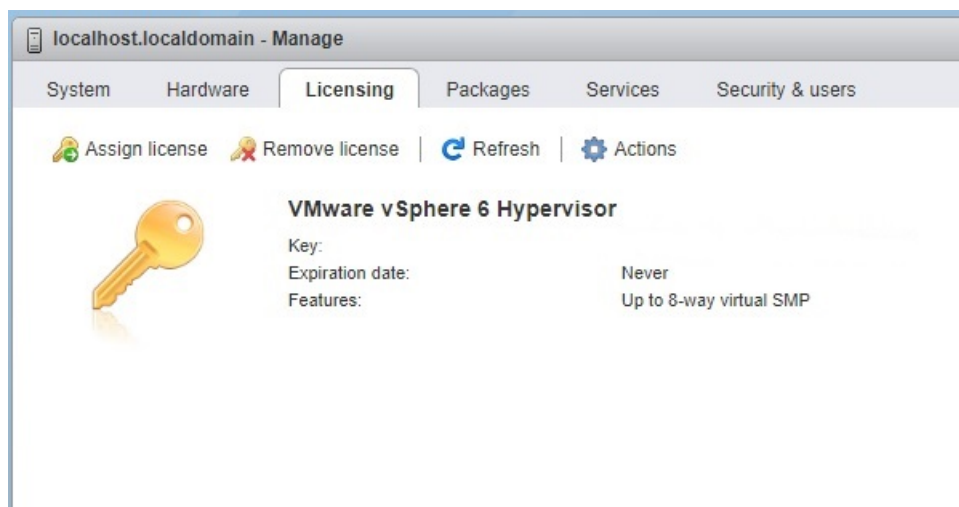 localhost.localdomain - Manage
System Hardware Licensing Packages Services Security & users
Assign license Remove license Refresh Actions
VMware vSphere 6 Hypervisor
Key:
Expiration date: Never
Features: Up to 8-way virtual SMP